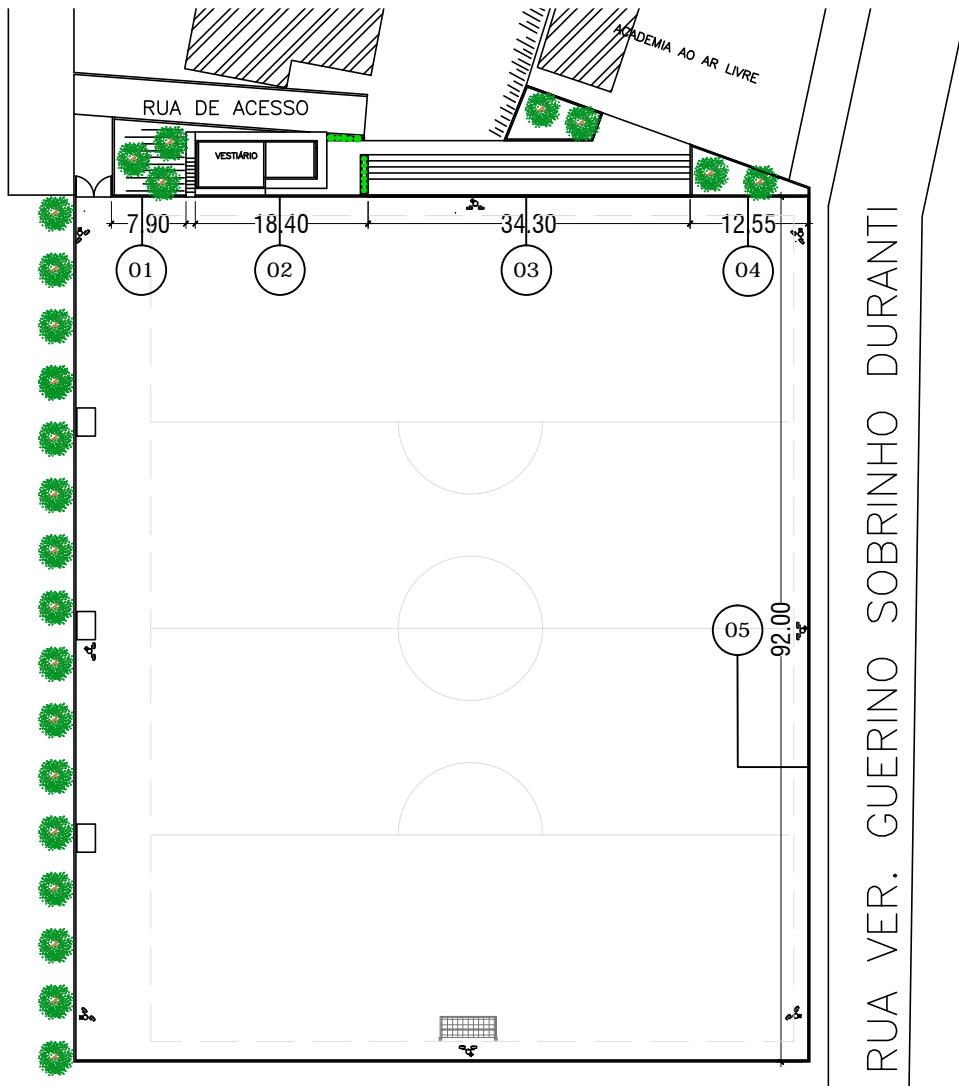 ACADEMIA AO AR LIVRE
RUA DE ACESSO
VESTIÁRIO
7.90
18.40
34.30
12.55
01
02
03
04
05
92.00
RUA VER. GUERINO SOBRINHO DURANTI